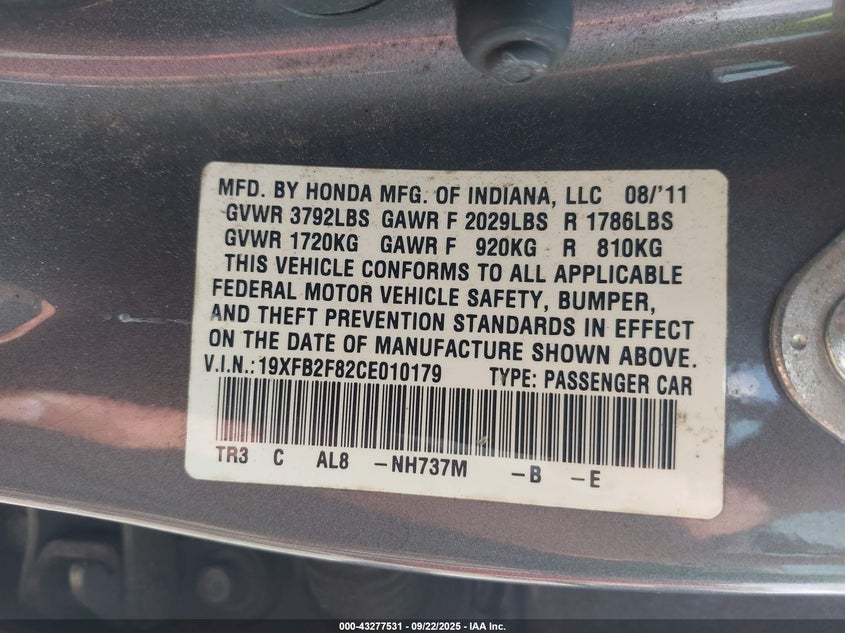 MFD. BY HONDA MFG. OF INDIANA, LLC 08/'11
GVWR 3792LBS GAWR F 2029LBS R 1786LBS
GVWR 1720KG GAWR F 920KG R 810KG
THIS VEHICLE CONFORMS TO ALL APPLICABLE
FEDERAL MOTOR VEHICLE SAFETY, BUMPER,
AND THEFT PREVENTION STANDARDS IN EFFECT
ON THE DATE OF MANUFACTURE SHOWN ABOVE.
V.I.N.:19XFB2F82CE010179 TYPE: PASSENGER CAR
TR3 C AL8 -NH737M -B -E
000-43277531 - 09/22/2025 - IAA Inc.